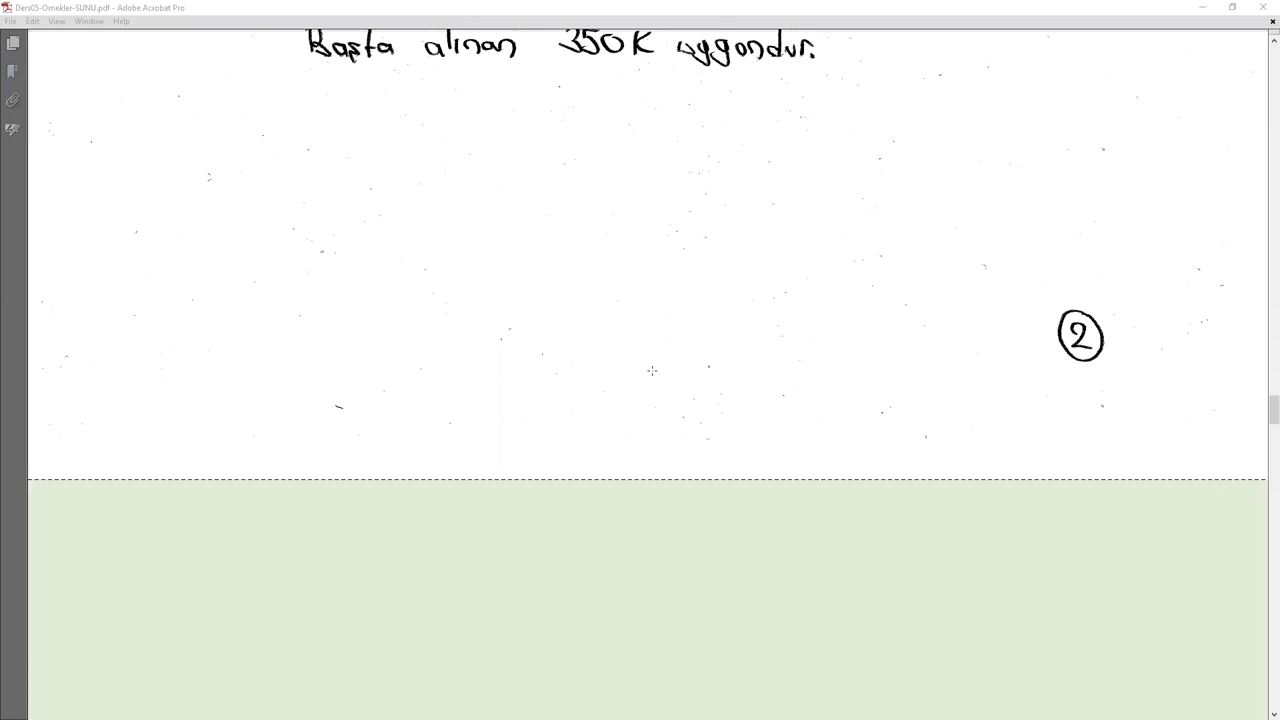 Ders05-Ornekler-SUNU.pdf - Adobe Acrobat Pro
File Edit View Window Help
Başta alınan 350K uygundur.
2